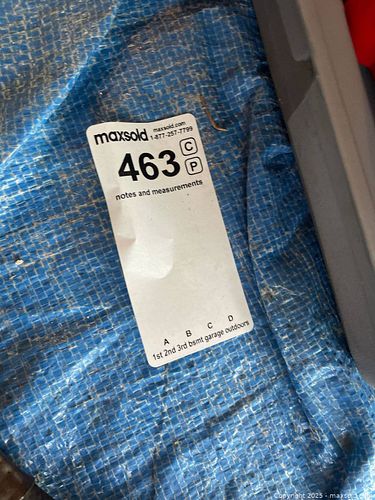 maxsold maxsold.com
1-877-257-7799
463 C
P
notes and measurements
A B C D
1st 2nd 3rd bsmt garage outdoors
Copyright 2025 - maxsold.com